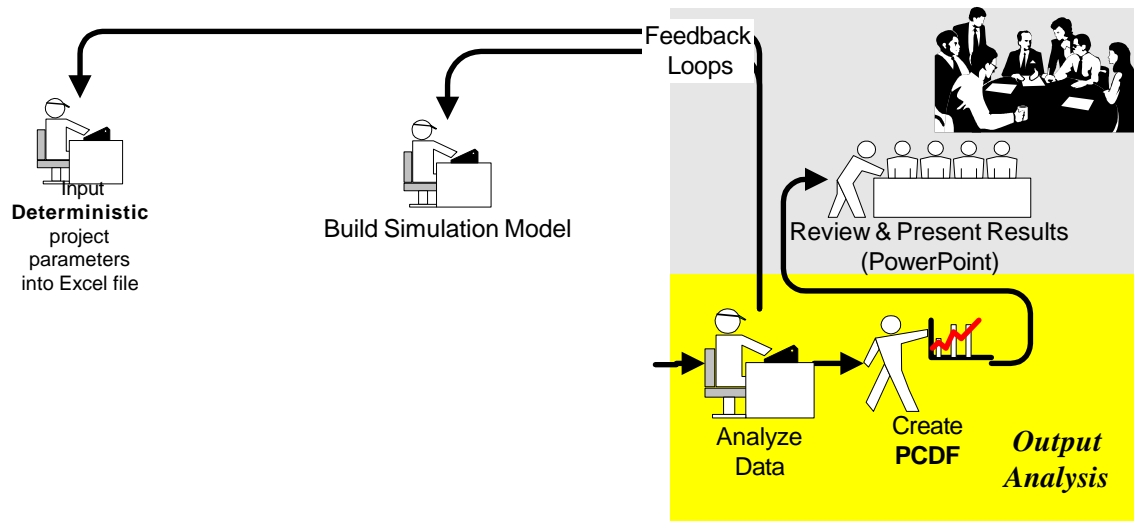 Feedback
Loops
Input
Deterministic
project
parameters
into Excel file
Build Simulation Model
Review & Present Results
(PowerPoint)
Analyze
Data
Create
PCDF
Output
Analysis